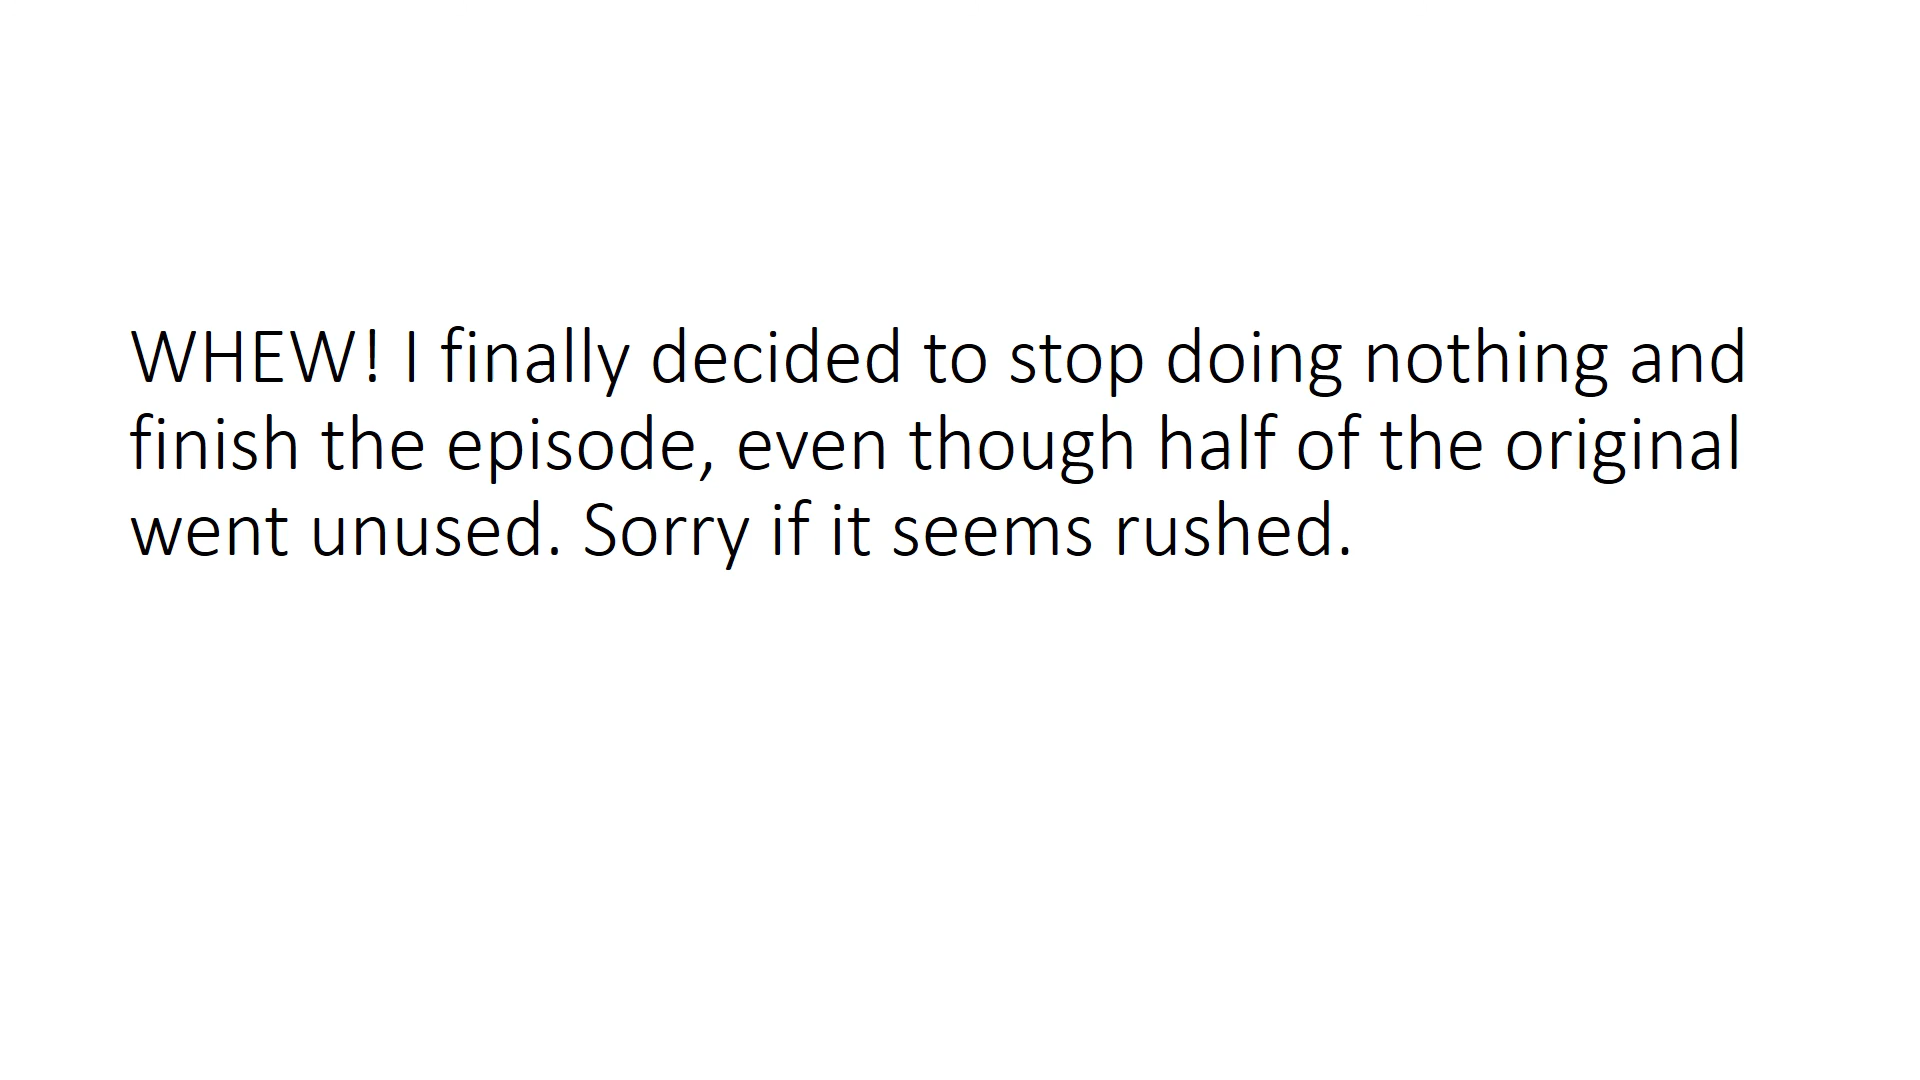 WHEW! I finally decided to stop doing nothing and
finish the episode, even though half of the original
went unused. Sorry if it seems rushed.